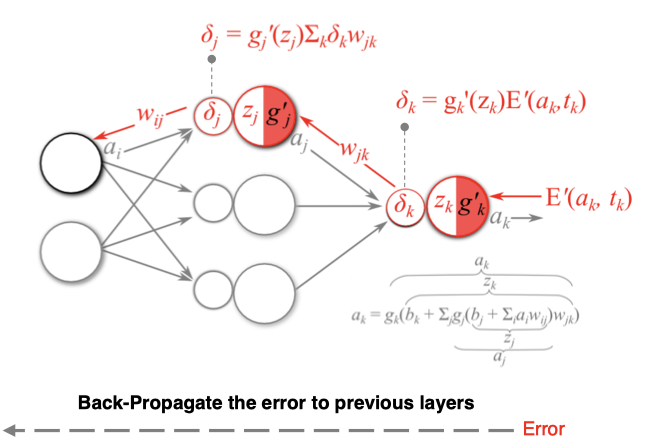 δⱼ = gⱼ'(zⱼ)Σₖδₖwⱼₖ
δₖ = gₖ'(zₖ)E'(aₖ,tₖ)
wᵢⱼ
δⱼ zⱼ g'ⱼ
aᵢ
aⱼ
wⱼₖ
δₖ zₖ g'ₖ
E'(aₖ, tₖ)
aₖ
aₖ
zₖ
aₖ = gₖ(bₖ + Σⱼgⱼ(bⱼ + Σᵢaᵢwᵢⱼ)wⱼₖ)
zⱼ
aⱼ
Back-Propagate the error to previous layers
Error